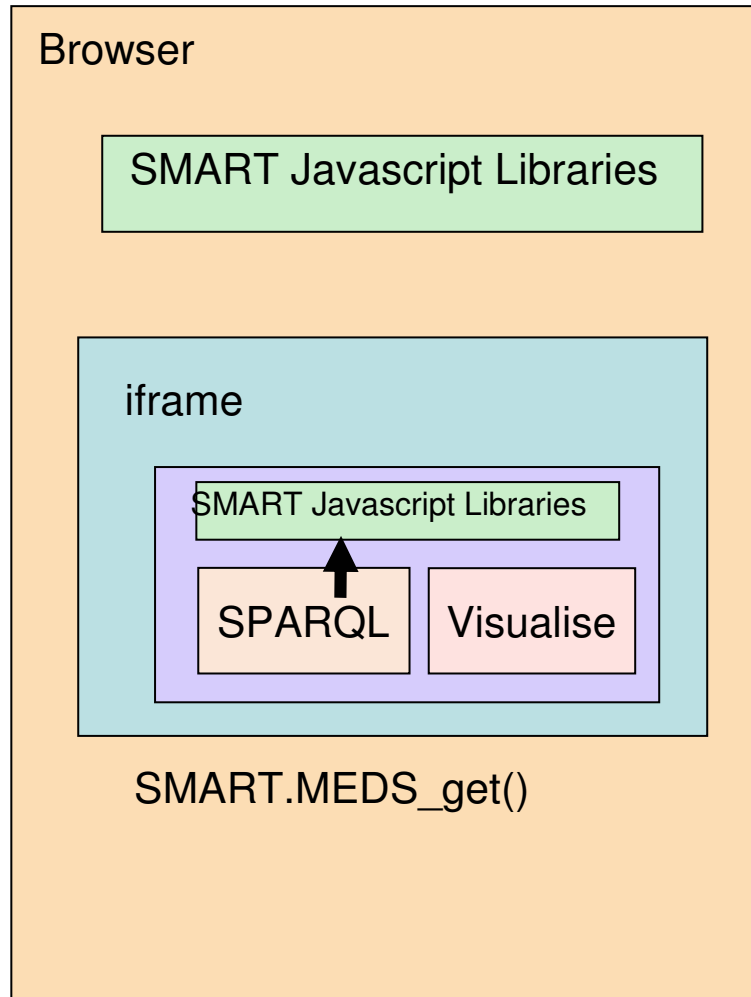 Browser
SMART Javascript Libraries
iframe
SMART Javascript Libraries
SPARQL
Visualise
SMART.MEDS_get()